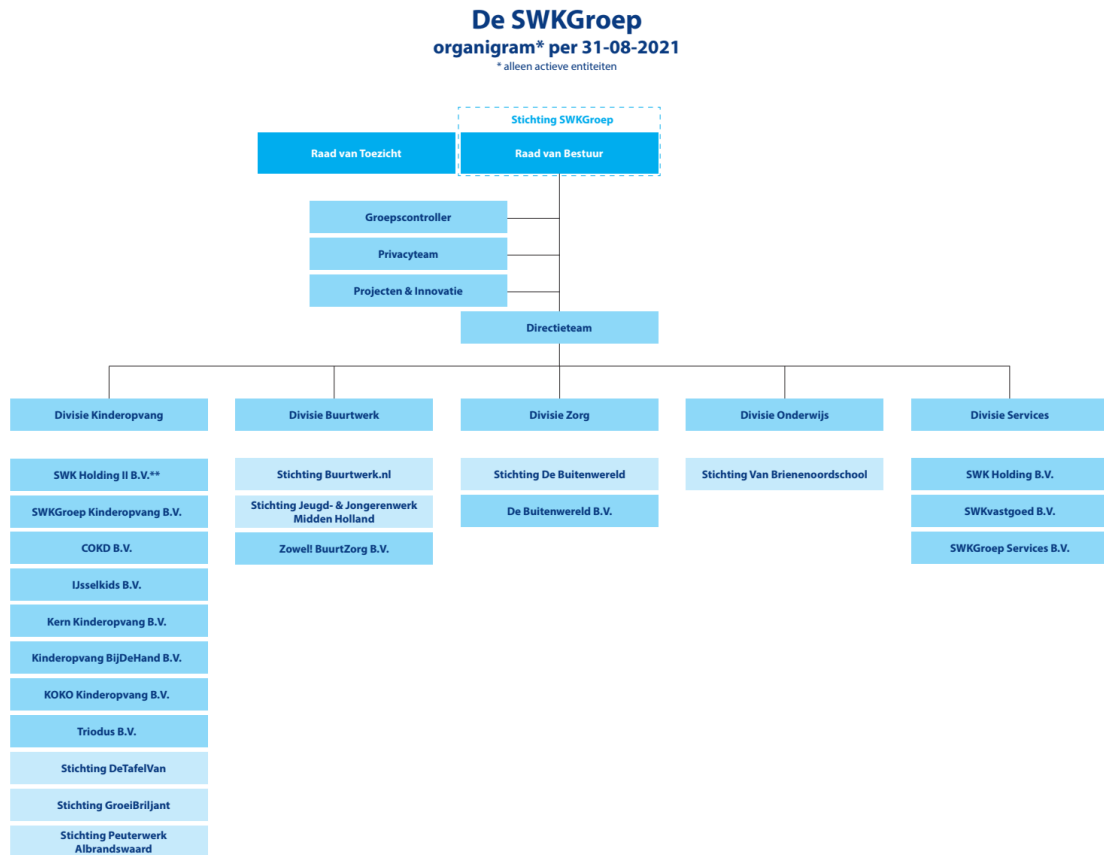 De SWKGroep
organigram* per 31-08-2021
* alleen actieve entiteiten
Stichting SWKGroep
Raad van Toezicht
Raad van Bestuur
Groepscontroller
Privacyteam
Projecten & Innovatie
Directieteam
Divisie Kinderopvang
Divisie Buurtwerk
Divisie Zorg
Divisie Onderwijs
Divisie Services
SWK Holding II B.V.**
SWKGroep Kinderopvang B.V.
COKD B.V.
IJsselkids B.V.
Kern Kinderopvang B.V.
Kinderopvang BijDeHand B.V.
KOKO Kinderopvang B.V.
Triodus B.V.
Stichting DeTafelVan
Stichting GroeiBriljant
Stichting Peuterwerk
Albrandswaard
Stichting Buurtwerk.nl
Stichting Jeugd- & Jongerenwerk
Midden Holland
Zowel! BuurtZorg B.V.
Stichting De Buitenwereld
De Buitenwereld B.V.
Stichting Van Brienenoordschool
SWK Holding B.V.
SWKvastgoed B.V.
SWKGroep Services B.V.